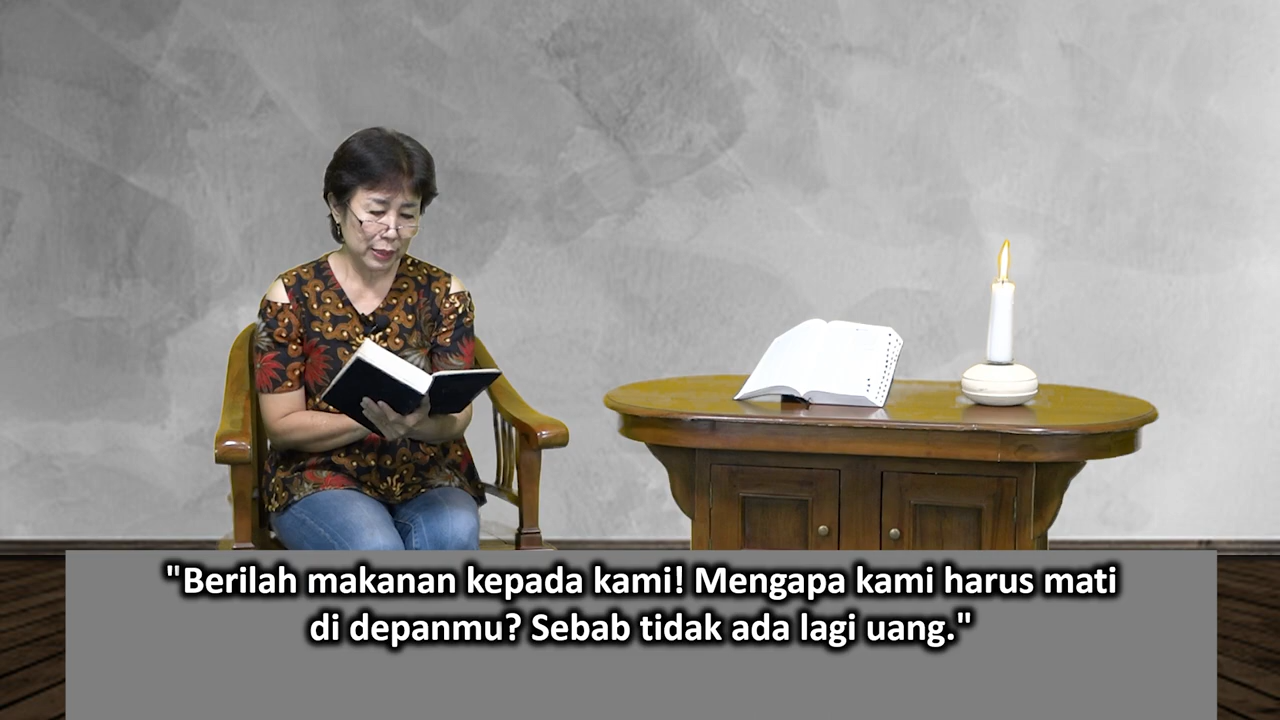 "Berilah makanan kepada kami! Mengapa kami harus mati
di depanmu? Sebab tidak ada lagi uang."